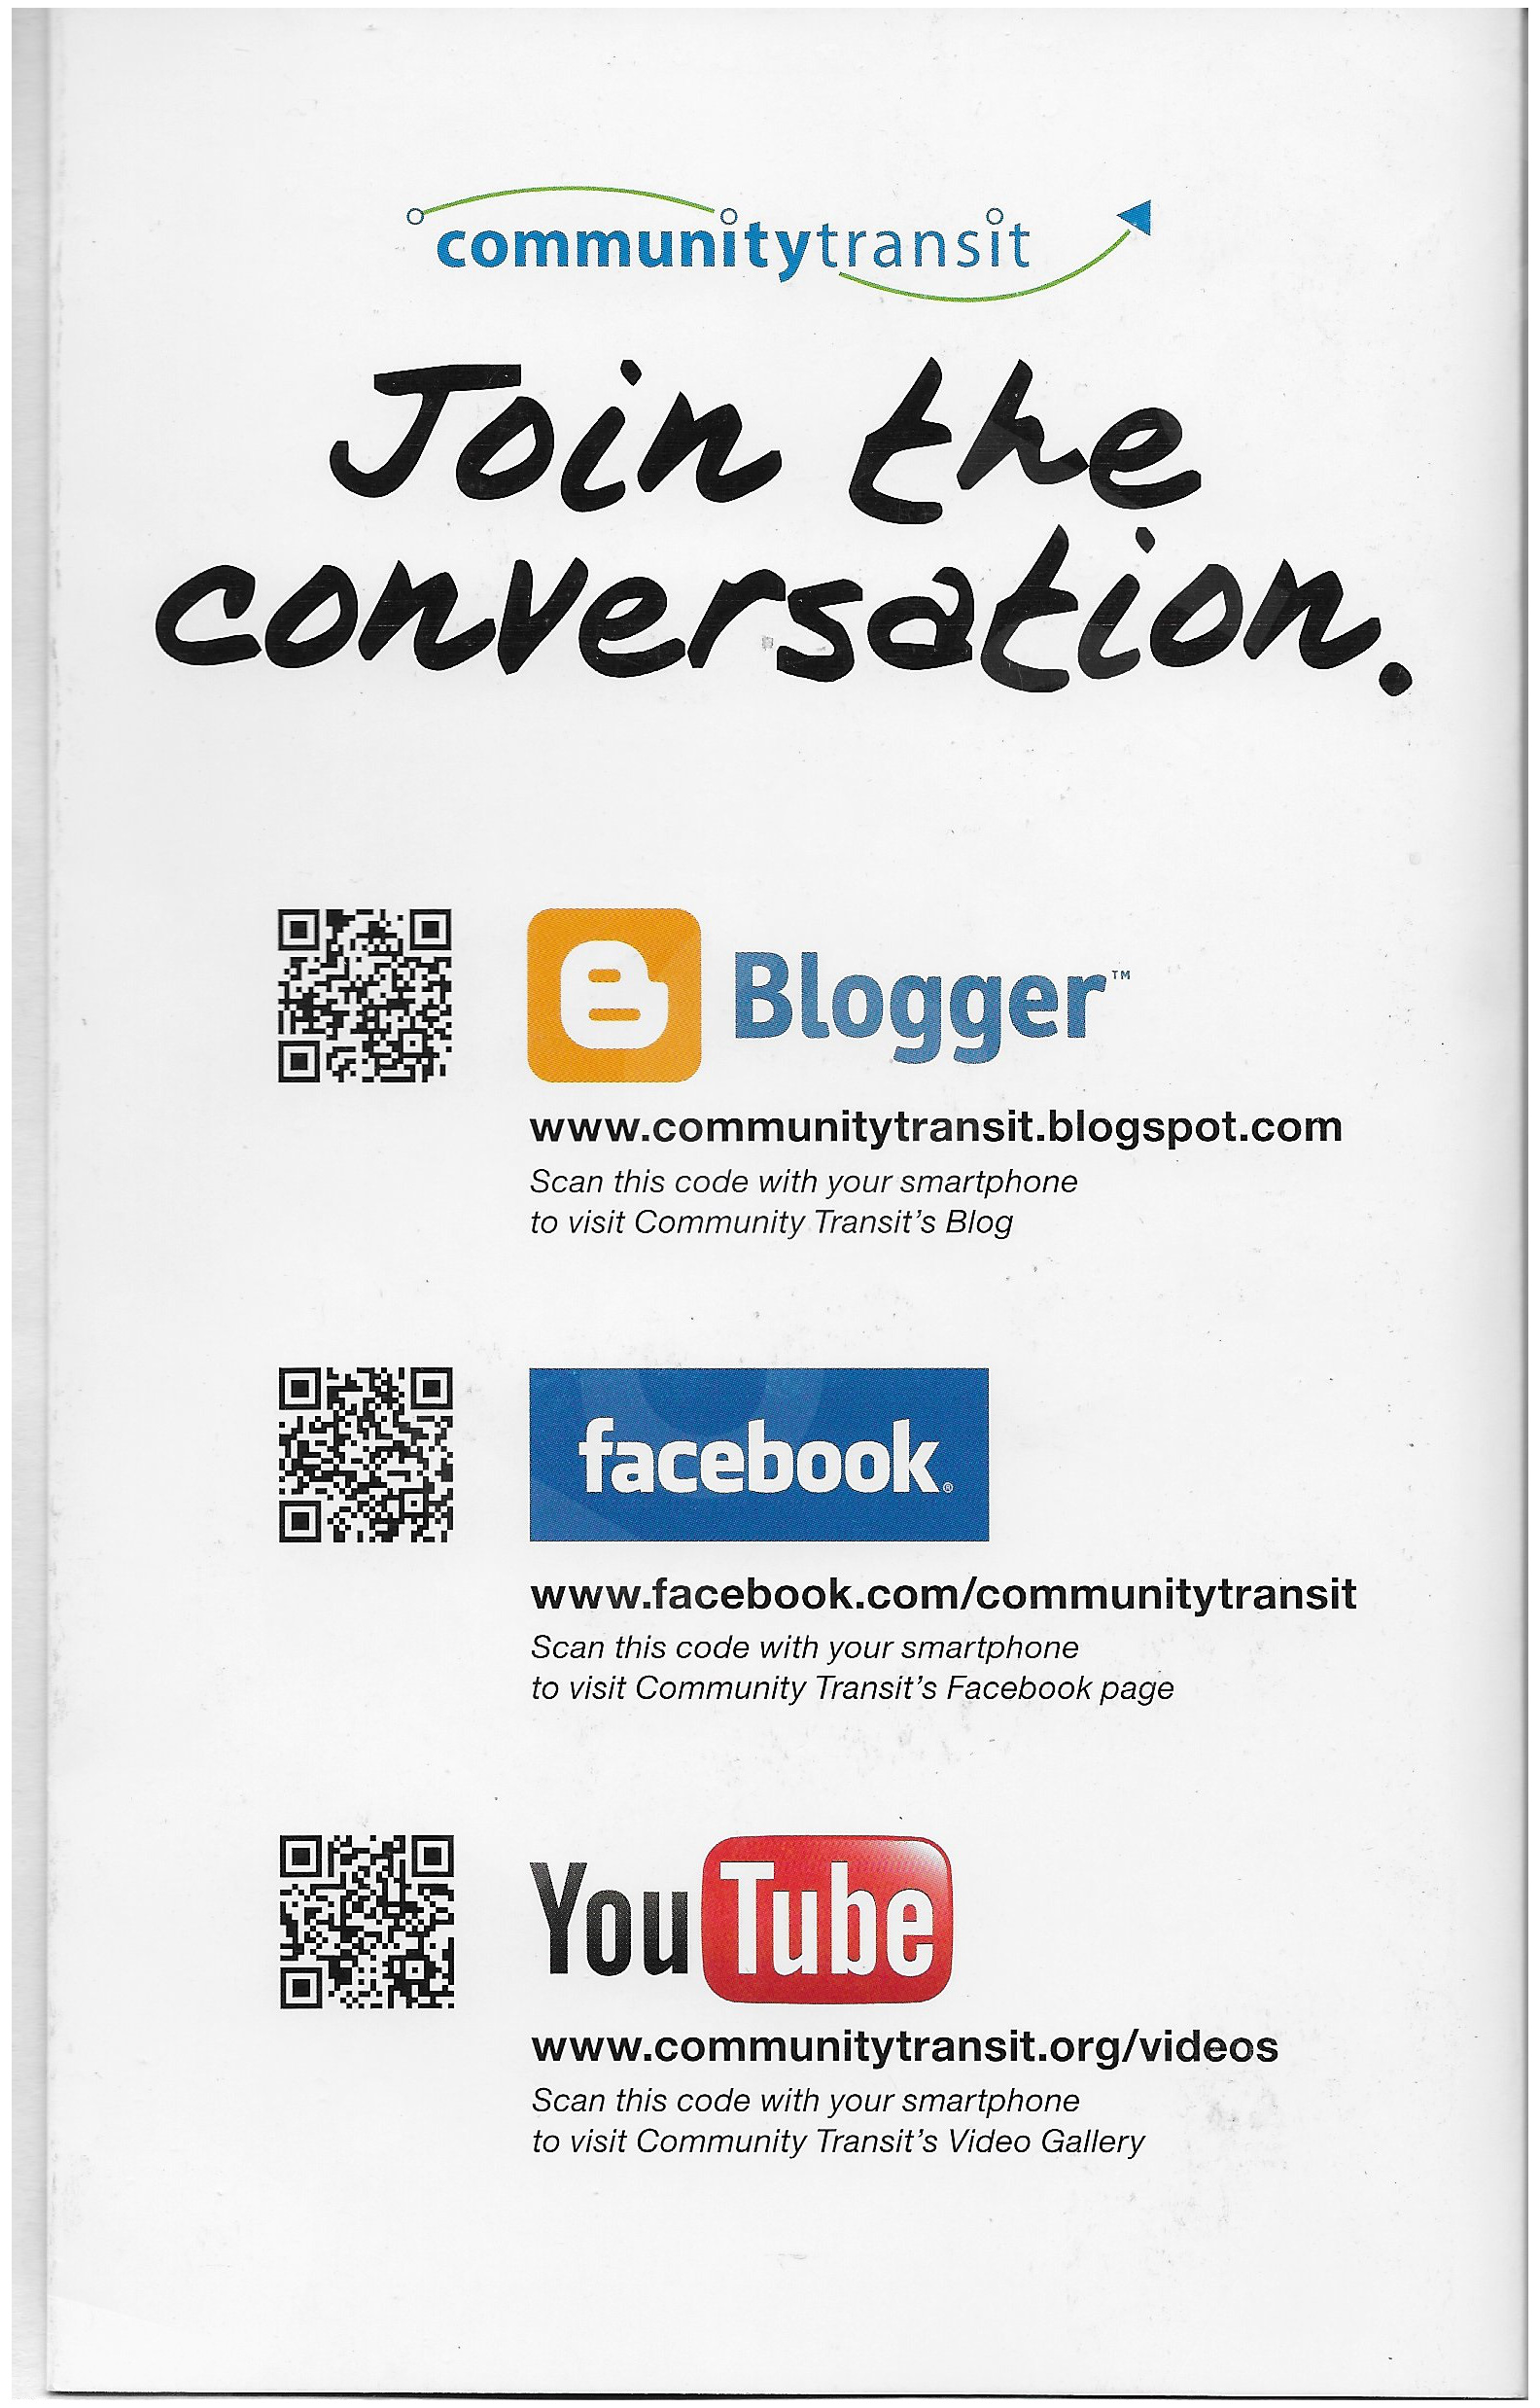 communitytransit
Join the
conversation.
Blogger™
www.communitytransit.blogspot.com
Scan this code with your smartphone
to visit Community Transit's Blog
facebook®
www.facebook.com/communitytransit
Scan this code with your smartphone
to visit Community Transit's Facebook page
YouTube
www.communitytransit.org/videos
Scan this code with your smartphone
to visit Community Transit's Video Gallery